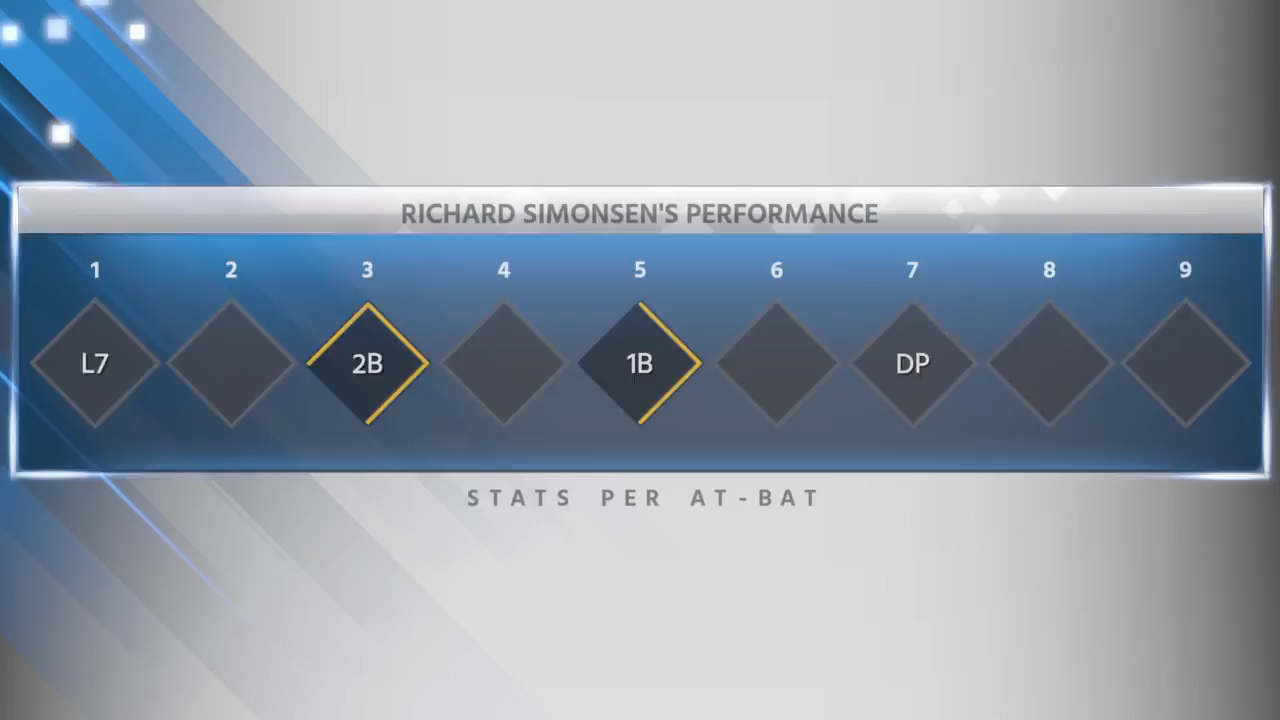 RICHARD SIMONSEN'S PERFORMANCE
1 2 3 4 5 6 7 8 9
L7 2B 1B DP
STATS PER AT-BAT